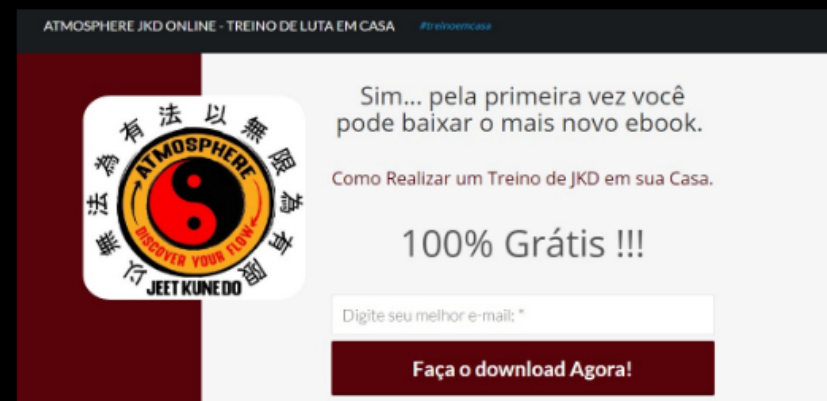 ATMOSPHERE JKD ONLINE - TREINO DE LUTA EM CASA #treinoemcasa
以無法為有法以無限為有限
ATMOSPHERE
DISCOVER YOUR FLOW
JEET KUNE DO
Sim... pela primeira vez você
pode baixar o mais novo ebook.
Como Realizar um Treino de JKD em sua Casa.
100% Grátis !!!
Digite seu melhor e-mail: *
Faça o download Agora!